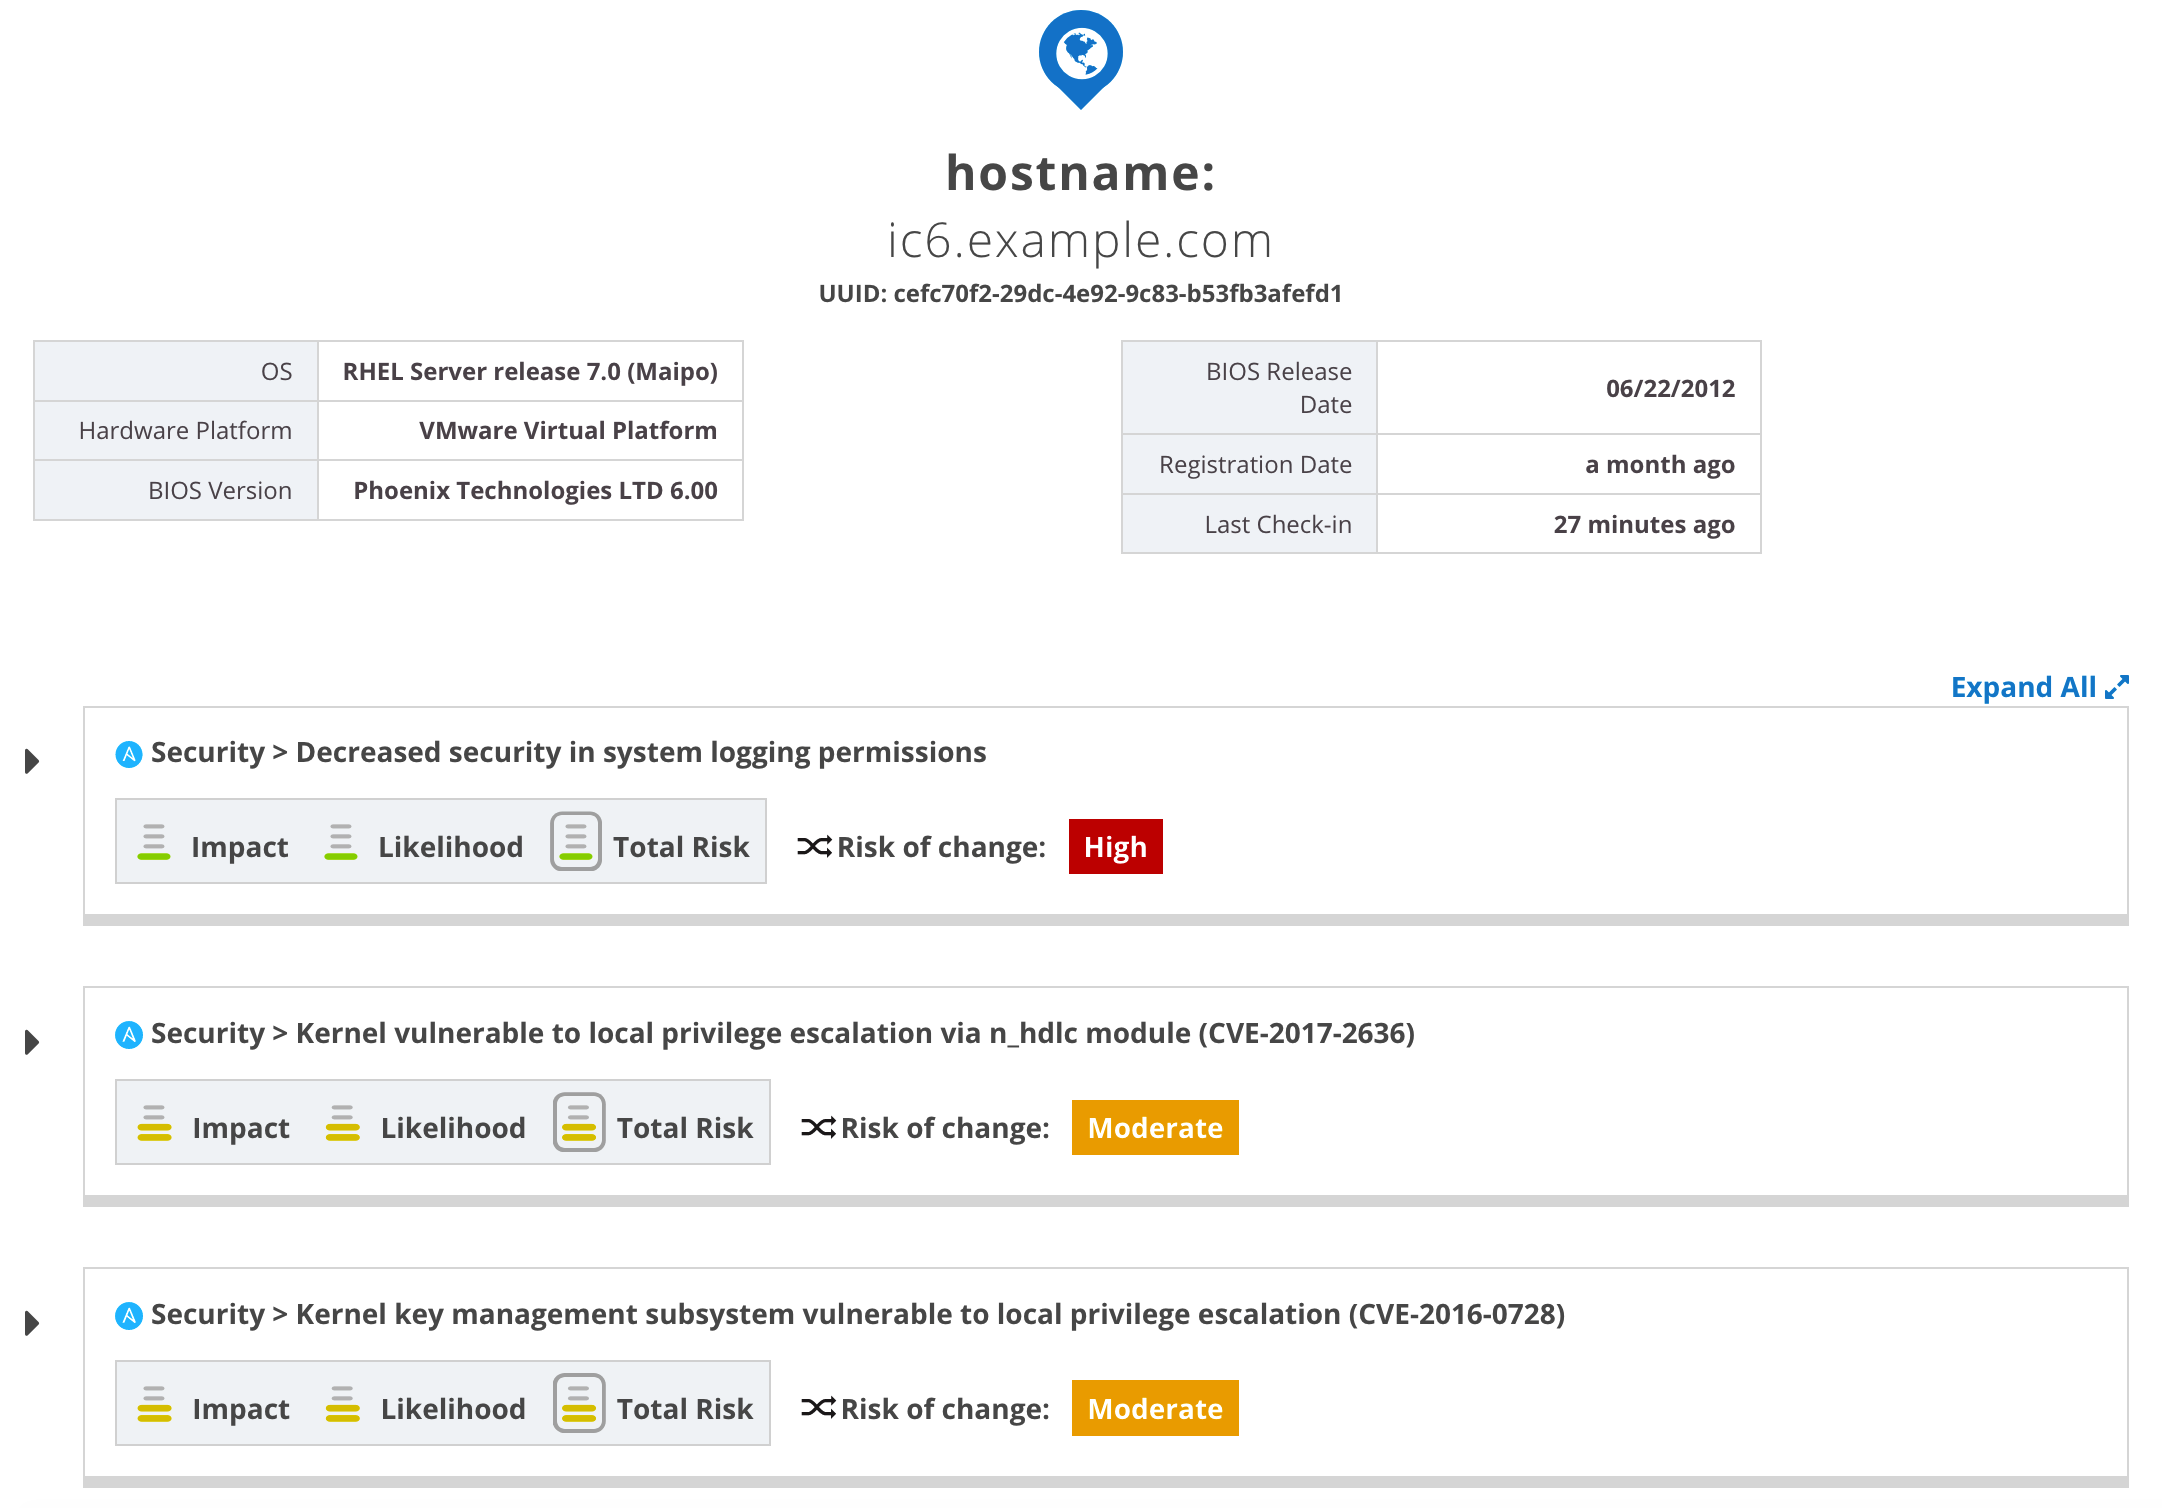 hostname:
ic6.example.com
UUID: cefc70f2-29dc-4e92-9c83-b53fb3afefd1
OS RHEL Server release 7.0 (Maipo)
Hardware Platform VMware Virtual Platform
BIOS Version Phoenix Technologies LTD 6.00
BIOS Release
Date 06/22/2012
Registration Date a month ago
Last Check-in 27 minutes ago
Expand All
Security > Decreased security in system logging permissions
Impact Likelihood Total Risk Risk of change: High
Security > Kernel vulnerable to local privilege escalation via n_hdlc module (CVE-2017-2636)
Impact Likelihood Total Risk Risk of change: Moderate
Security > Kernel key management subsystem vulnerable to local privilege escalation (CVE-2016-0728)
Impact Likelihood Total Risk Risk of change: Moderate